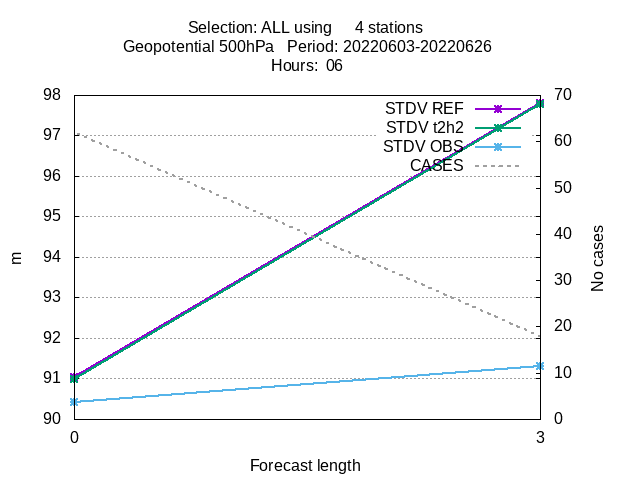 Selection: ALL using     4 stations
Geopotential 500hPa   Period: 20220603-20220626
Hours:  06
98
97
96
95
94
93
92
91
90
70
60
50
40
30
20
10
0
STDV REF
STDV t2h2
STDV OBS
CASES
m
No cases
0
3
Forecast length